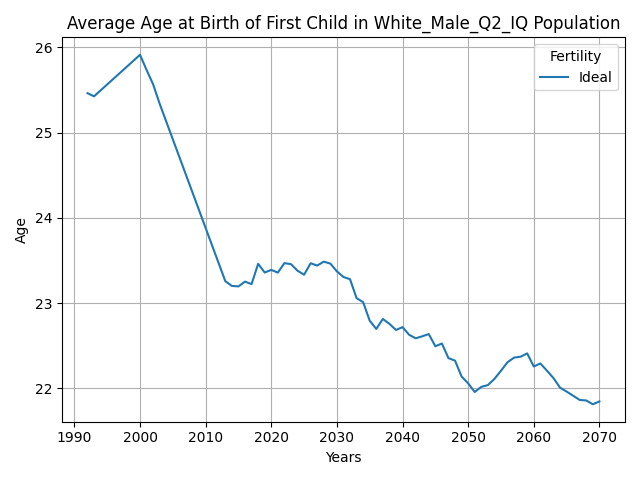 Average Age at Birth of First Child in White_Male_Q2_IQ Population
Fertility
Ideal
Age
26
25
24
23
22
1990 2000 2010 2020 2030 2040 2050 2060 2070
Years